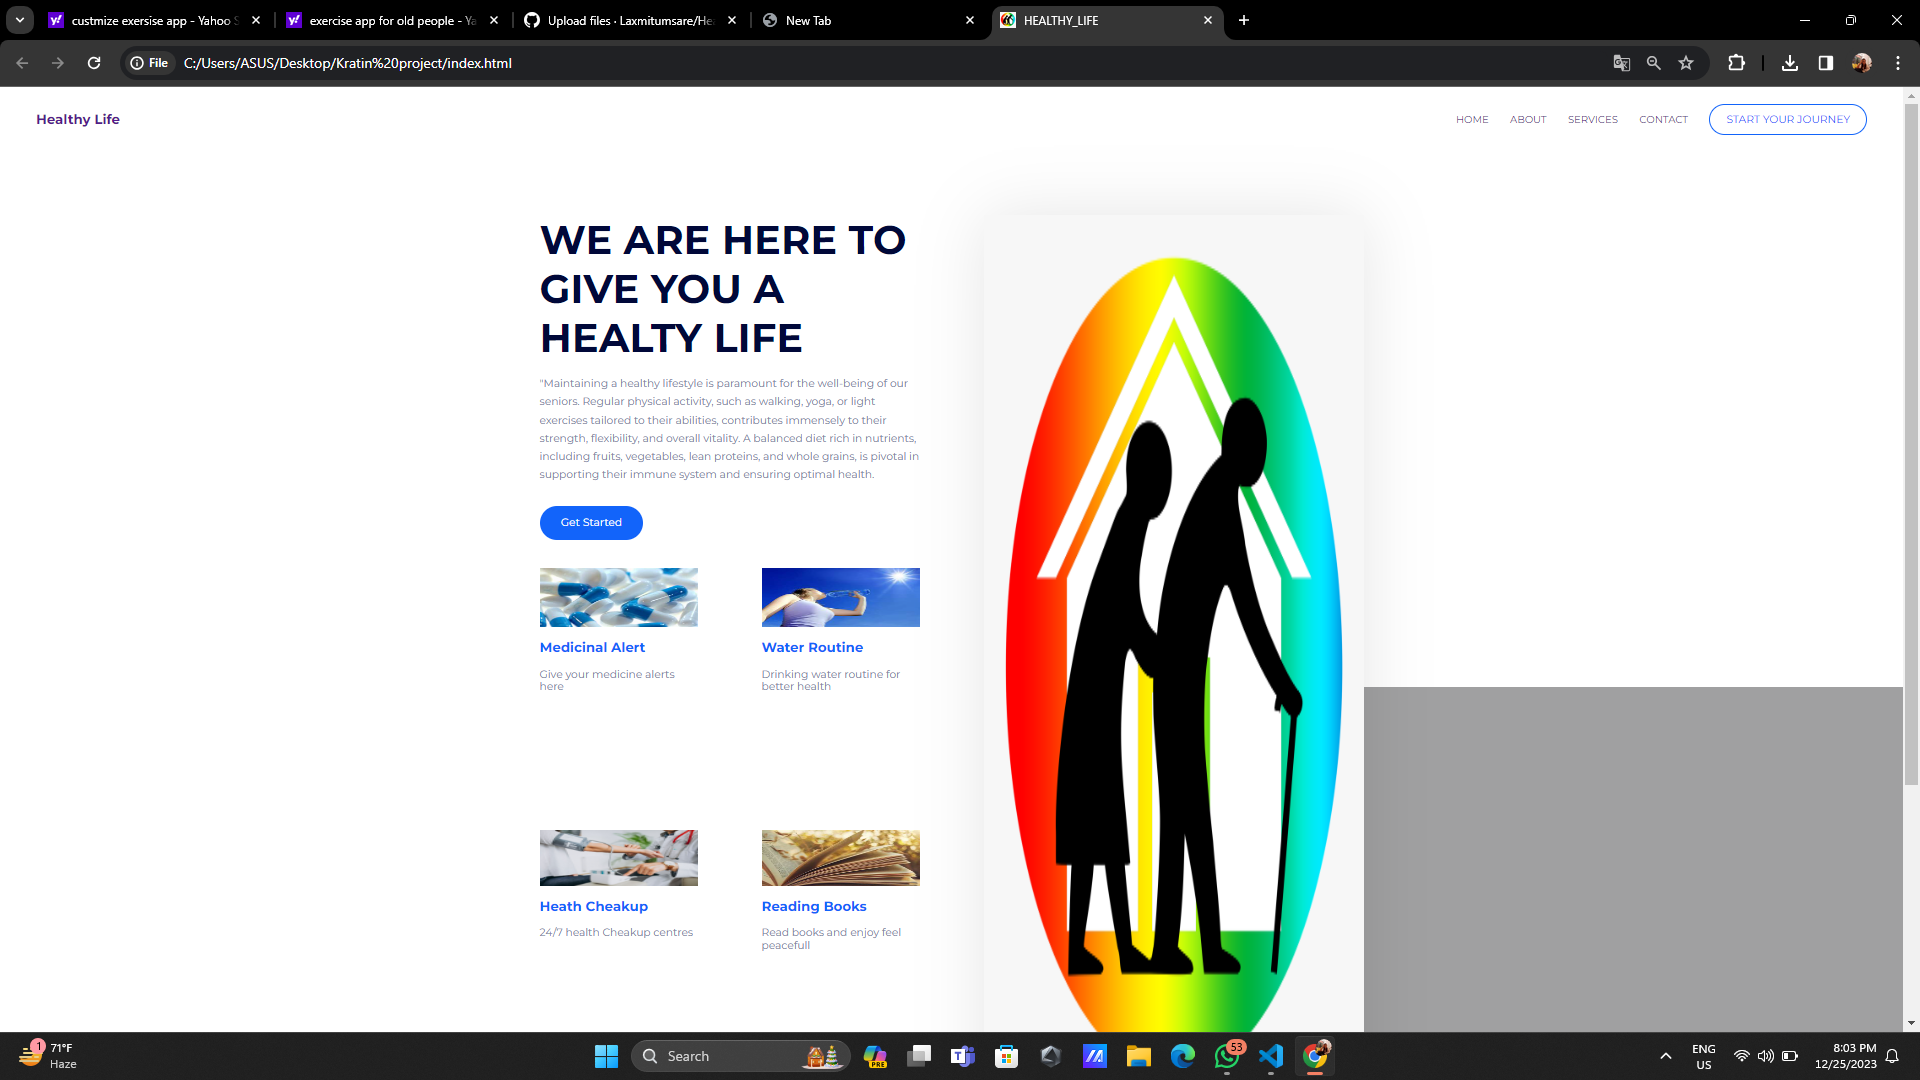 custmize exersise app - Yahoo S
exercise app for old people - Ya
Upload files · Laxmitumsare/He
New Tab
HEALTHY_LIFE
File
C:/Users/ASUS/Desktop/Kratin%20project/index.html
Healthy Life
HOME
ABOUT
SERVICES
CONTACT
START YOUR JOURNEY
WE ARE HERE TO
GIVE YOU A
HEALTY LIFE
"Maintaining a healthy lifestyle is paramount for the well-being of our
seniors. Regular physical activity, such as walking, yoga, or light
exercises tailored to their abilities, contributes immensely to their
strength, flexibility, and overall vitality. A balanced diet rich in nutrients,
including fruits, vegetables, lean proteins, and whole grains, is pivotal in
supporting their immune system and ensuring optimal health.
Get Started
Medicinal Alert
Give your medicine alerts
here
Water Routine
Drinking water routine for
better health
Heath Cheakup
24/7 health Cheakup centres
Reading Books
Read books and enjoy feel
peacefull
1
71°F
Haze
Search
PRE
53
ENG
US
8:03 PM
12/25/2023